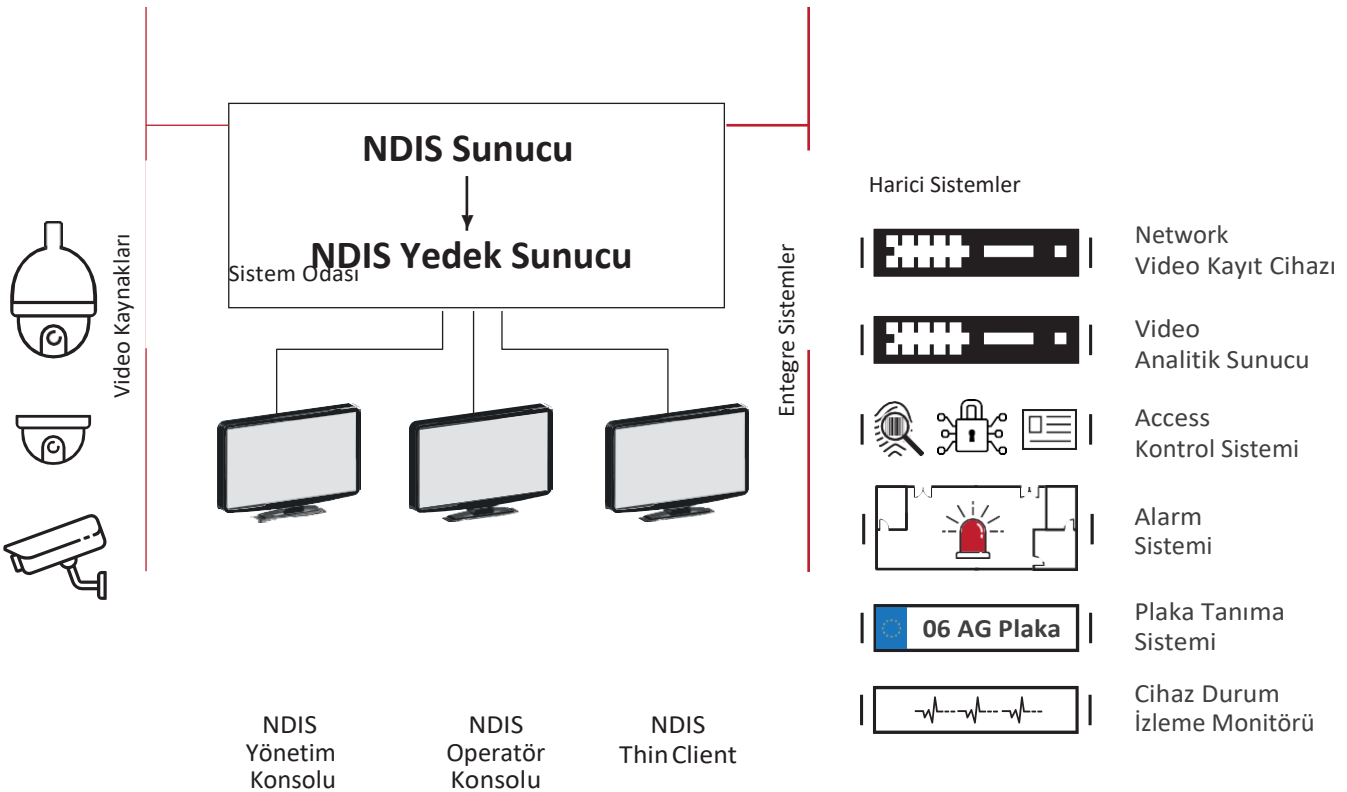 NDIS Sunucu
NDIS Yedek Sunucu
Sistem Odası
Video Kaynakları
Entegre Sistemler
Harici Sistemler
Network
Video Kayıt Cihazı
Video
Analitik Sunucu
Access
Kontrol Sistemi
Alarm
Sistemi
06 AG Plaka
Plaka Tanıma
Sistemi
Cihaz Durum
İzleme Monitörü
NDIS
Yönetim
Konsolu
NDIS
Operatör
Konsolu
NDIS
Thin Client